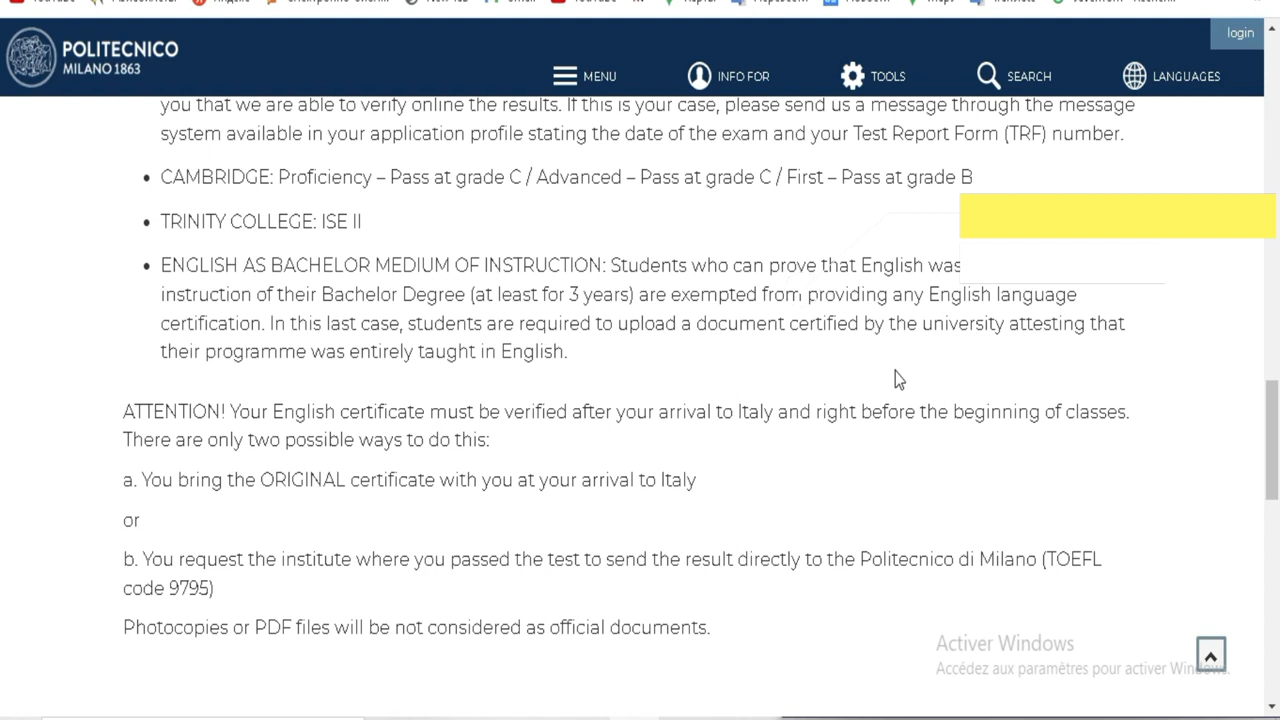 login
POLITECNICO
MILANO 1863
MENU
INFO FOR
TOOLS
SEARCH
LANGUAGES
you that we are able to verify online the results. If this is your case, please send us a message through the message
system available in your application profile stating the date of the exam and your Test Report Form (TRF) number.
• CAMBRIDGE: Proficiency – Pass at grade C / Advanced – Pass at grade C / First – Pass at grade B
• TRINITY COLLEGE: ISE II
• ENGLISH AS BACHELOR MEDIUM OF INSTRUCTION: Students who can prove that English was
instruction of their Bachelor Degree (at least for 3 years) are exempted from providing any English language
certification. In this last case, students are required to upload a document certified by the university attesting that
their programme was entirely taught in English.
ATTENTION! Your English certificate must be verified after your arrival to Italy and right before the beginning of classes.
There are only two possible ways to do this:
a. You bring the ORIGINAL certificate with you at your arrival to Italy
or
b. You request the institute where you passed the test to send the result directly to the Politecnico di Milano (TOEFL
code 9795)
Photocopies or PDF files will be not considered as official documents.
Activer Windows
Accédez aux paramètres pour activer Windows.